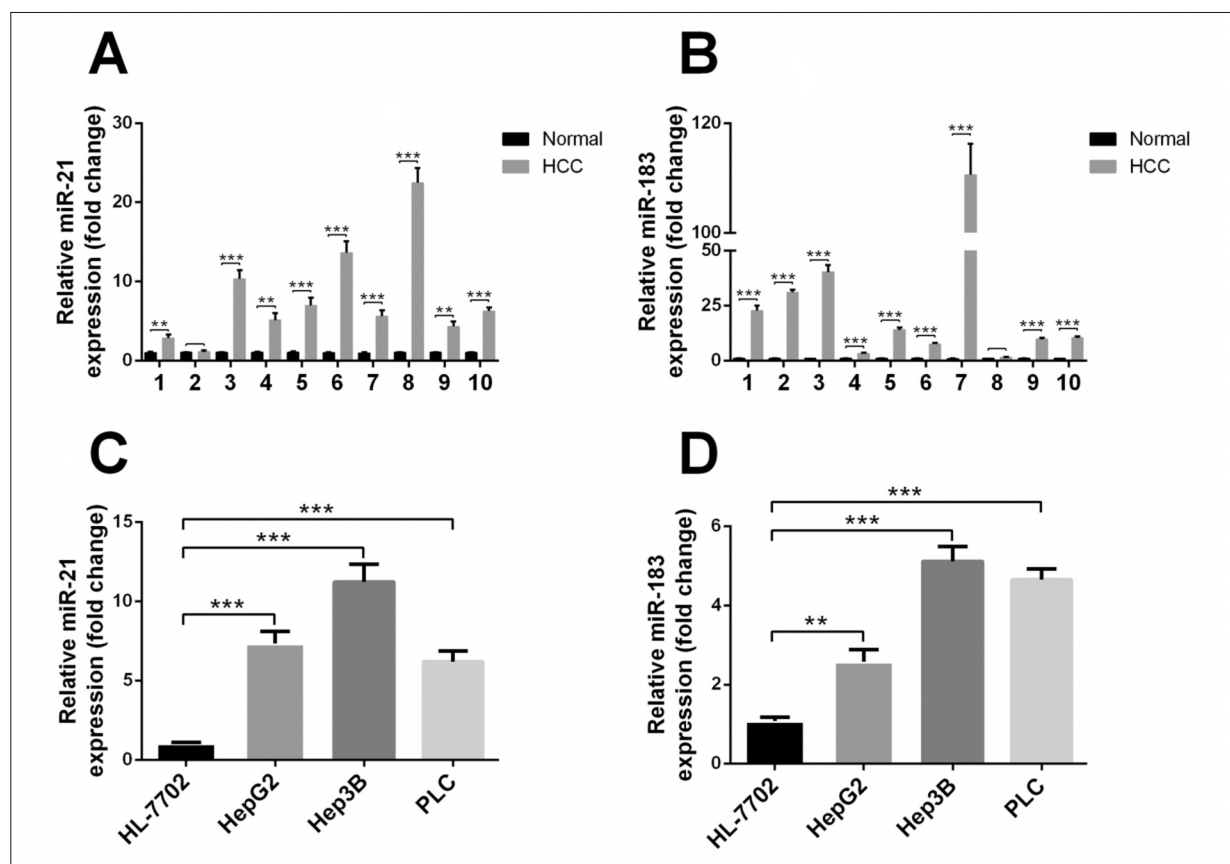 A
Relative miR-21
expression (fold change)
30
20
10
0
Normal
HCC
**
***
**
***
***
***
***
**
***
1 2 3 4 5 6 7 8 9 10
B
Relative miR-183
expression (fold change)
120
100
50
25
0
Normal
HCC
***
***
***
***
***
***
***
***
***
1 2 3 4 5 6 7 8 9 10
C
Relative miR-21
expression (fold change)
15
10
5
0
***
***
***
HL-7702
HepG2
Hep3B
PLC
D
Relative miR-183
expression (fold change)
6
4
2
0
***
***
**
HL-7702
HepG2
Hep3B
PLC